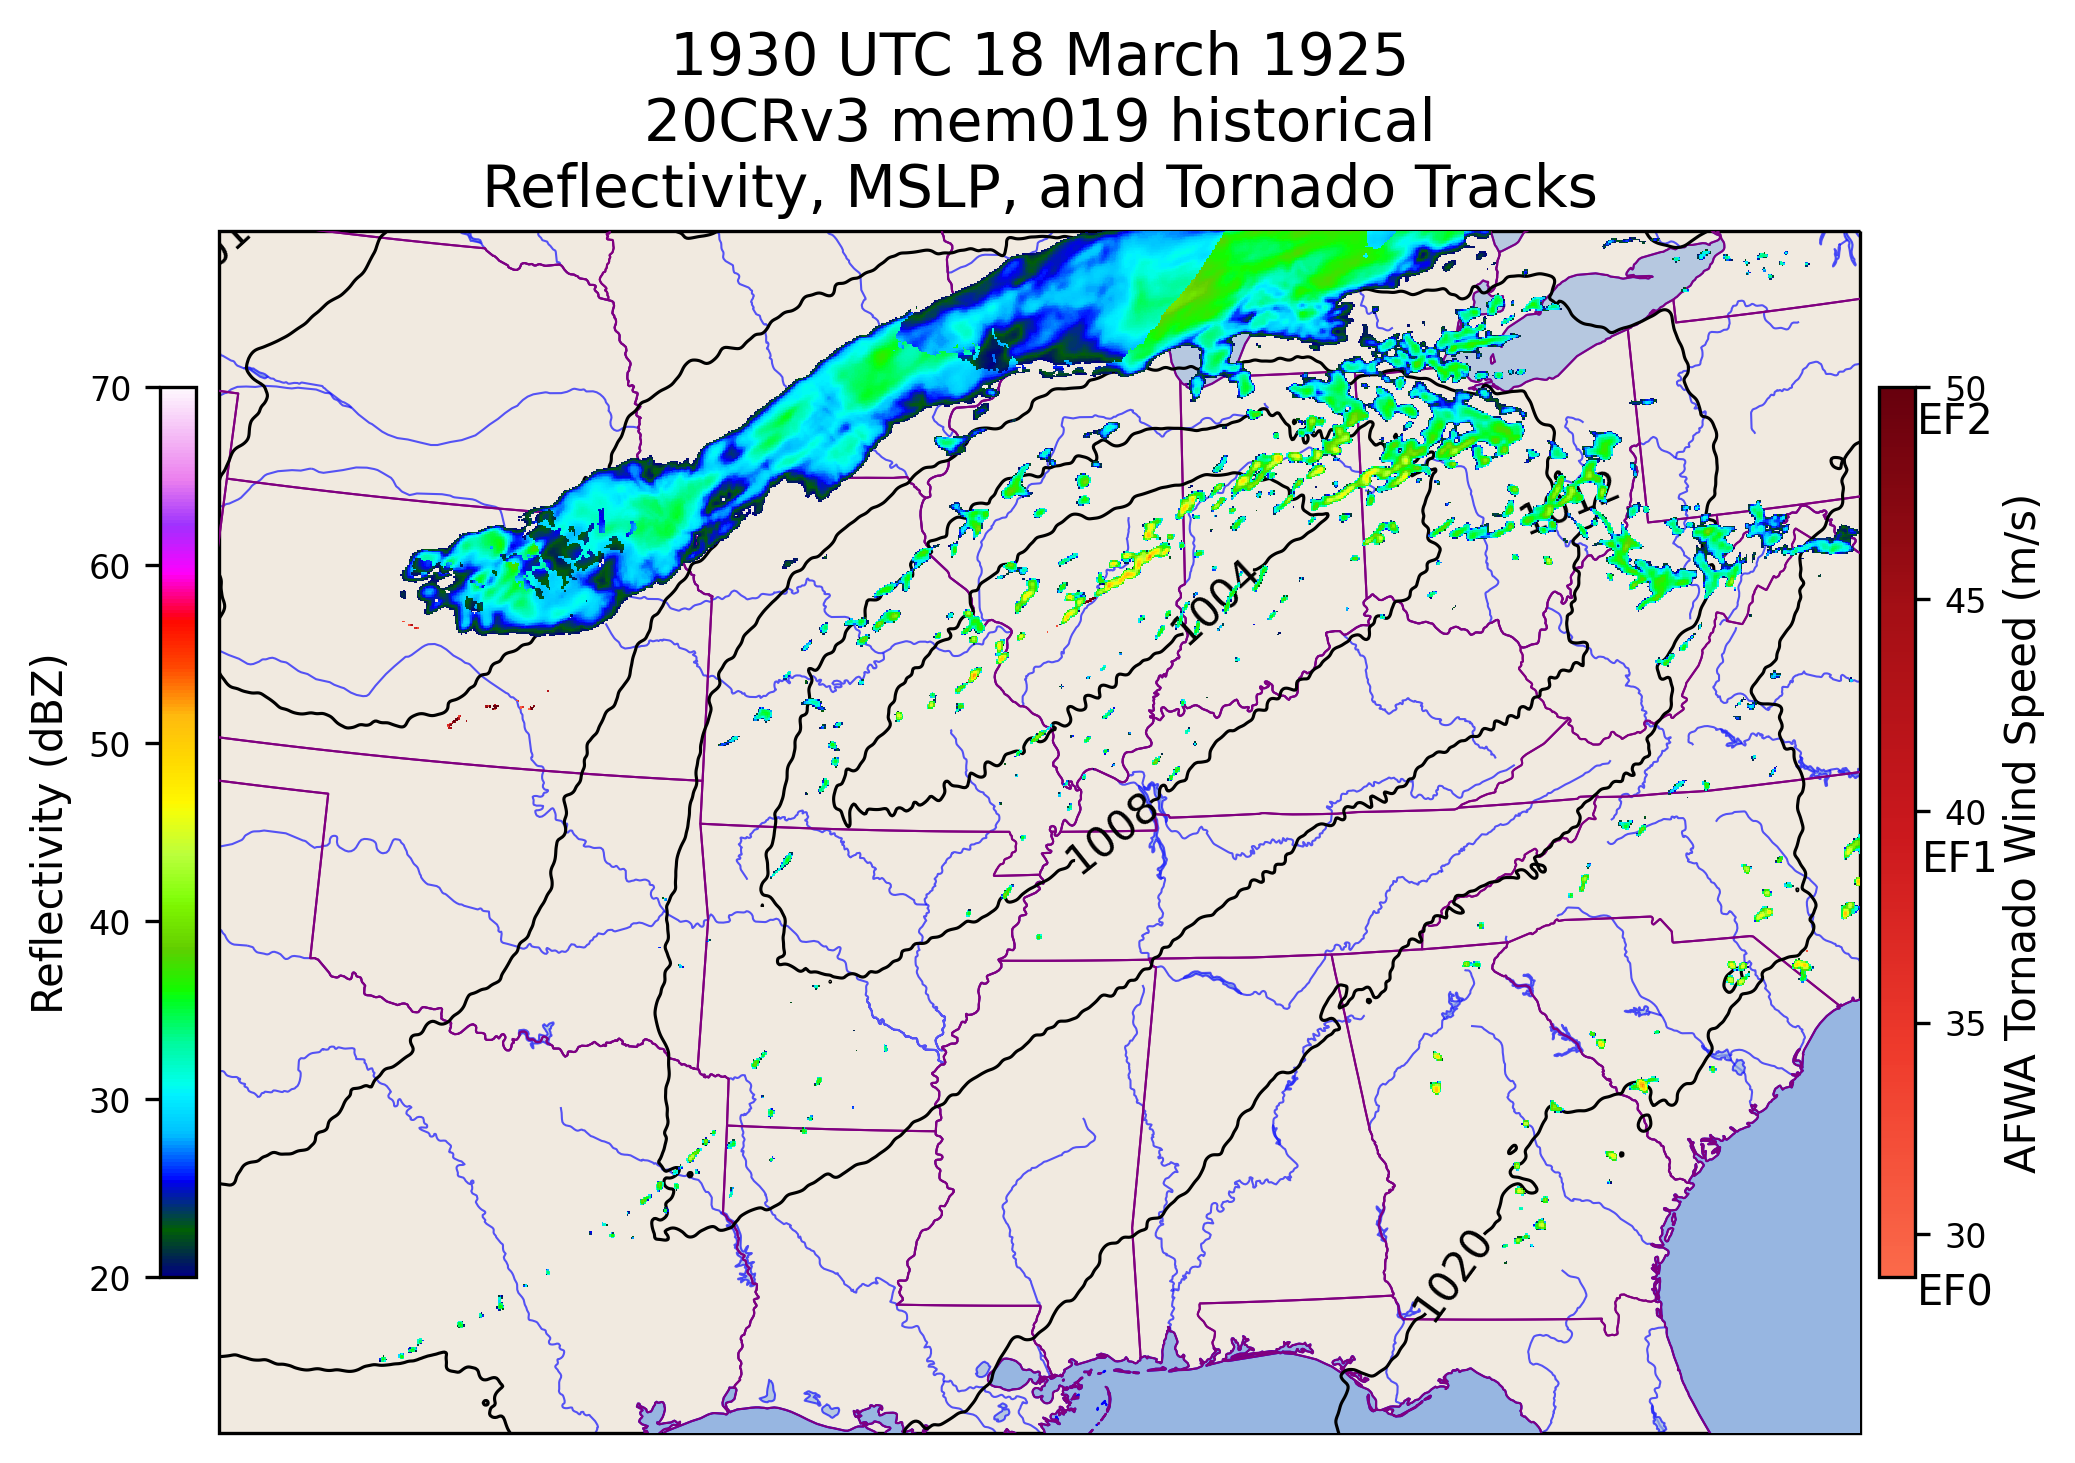 1930 UTC 18 March 1925
20CRv3 mem019 historical
Reflectivity, MSLP, and Tornado Tracks
70
60
50
40
30
20
Reflectivity (dBZ)
1004
1008
1012
1020
50
EF2
45
40
EF1
35
30
EF0
AFWA Tornado Wind Speed (m/s)